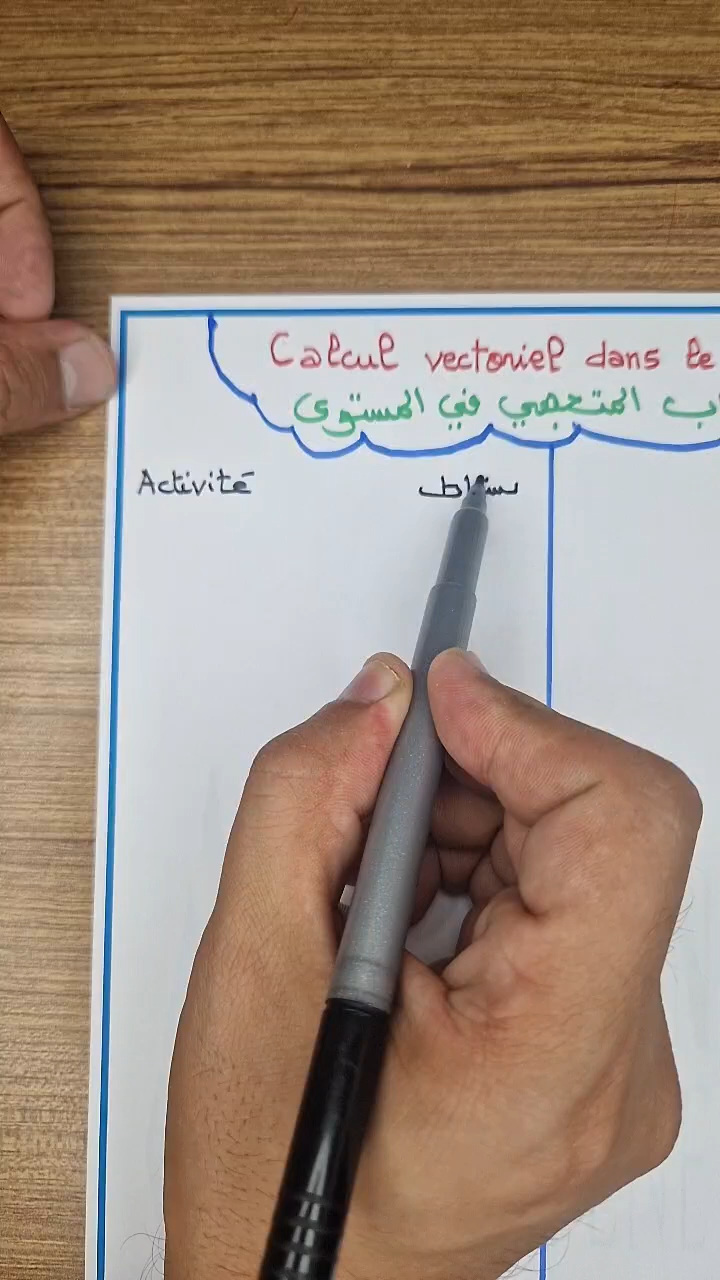 Calcul vectoriel dans le
ب المتجهي في المستوى
Activité